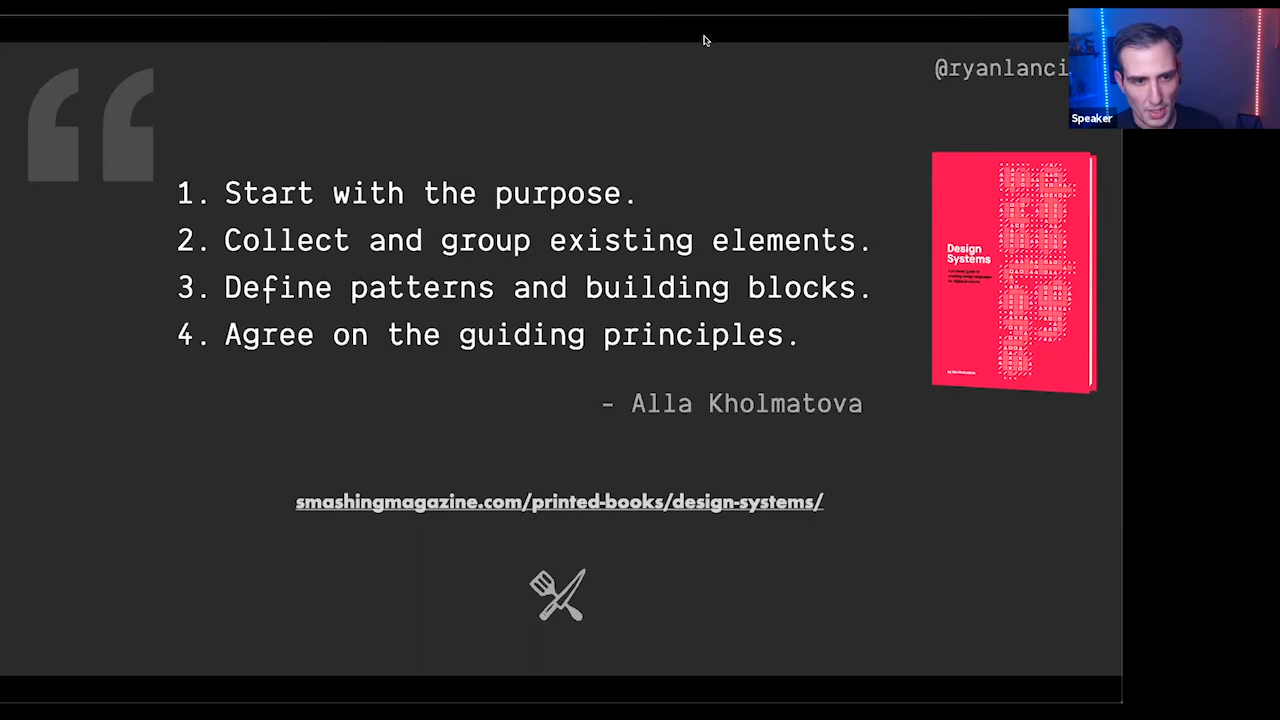 @ryanlanci
Speaker
1. Start with the purpose.
2. Collect and group existing elements.
3. Define patterns and building blocks.
4. Agree on the guiding principles.
- Alla Kholmatova
Design
Systems
smashingmagazine.com/printed-books/design-systems/